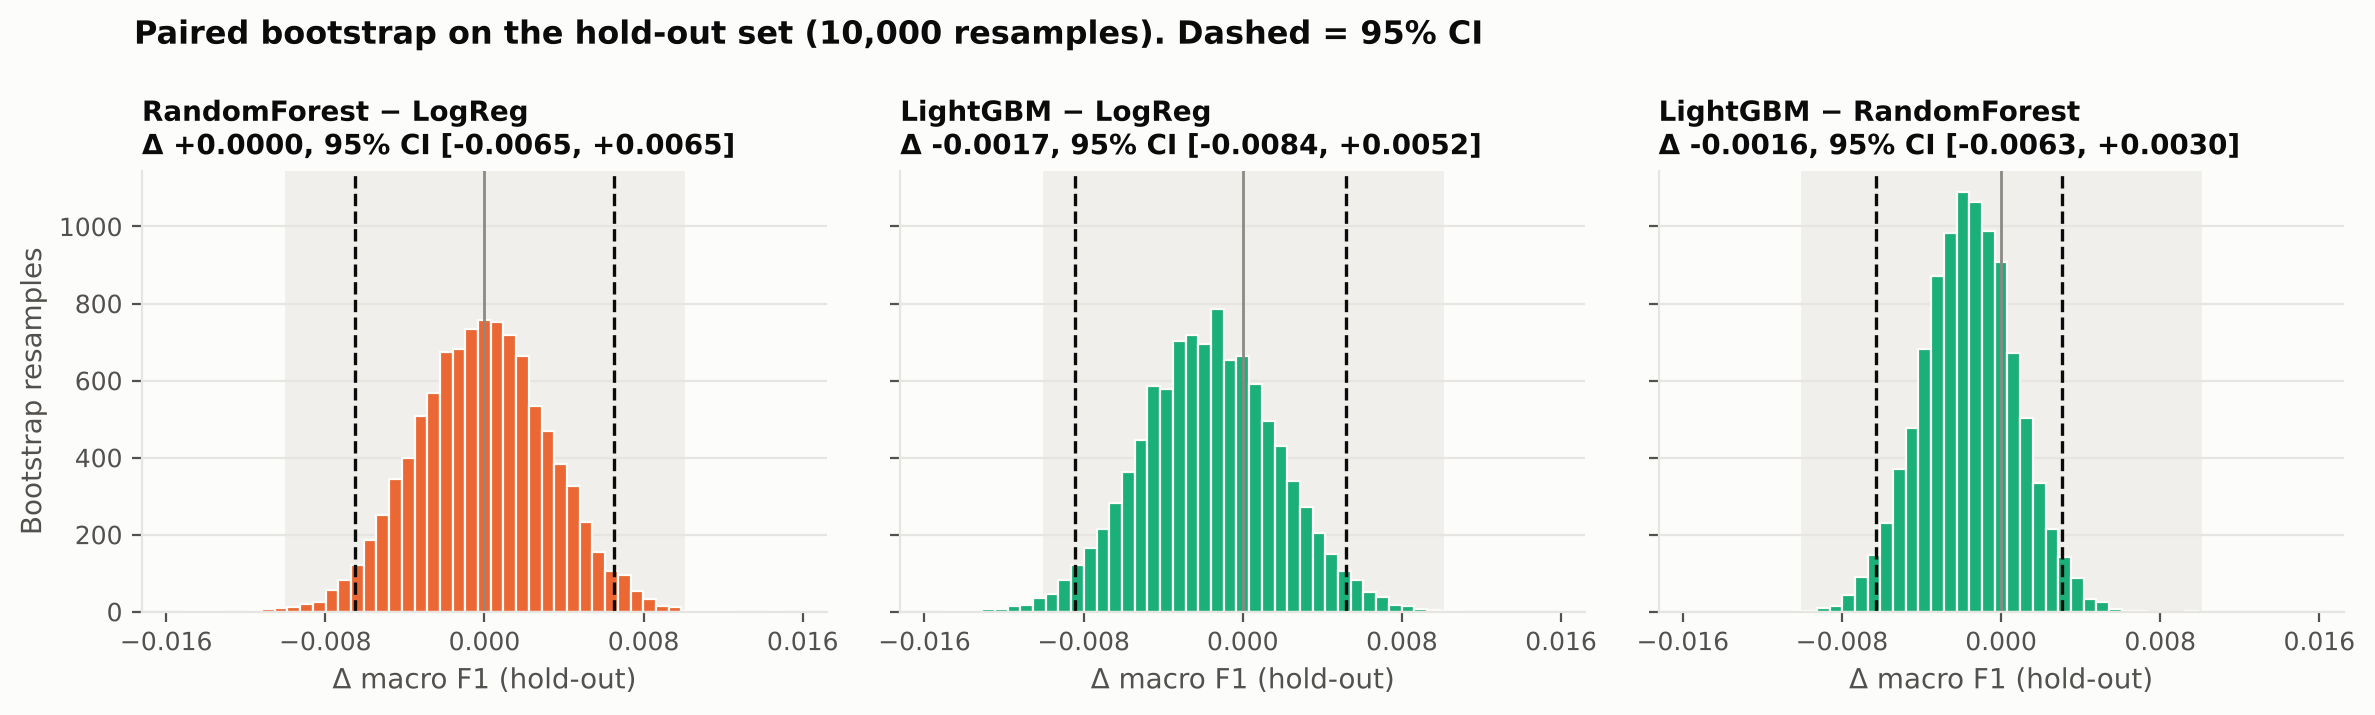 Paired bootstrap on the hold-out set (10,000 resamples). Dashed = 95% CI
RandomForest − LogReg
Δ +0.0000, 95% CI [-0.0065, +0.0065]
LightGBM − LogReg
Δ -0.0017, 95% CI [-0.0084, +0.0052]
LightGBM − RandomForest
Δ -0.0016, 95% CI [-0.0063, +0.0030]
Bootstrap resamples
1000
800
600
400
200
0
−0.016 −0.008 0.000 0.008 0.016
−0.016 −0.008 0.000 0.008 0.016
−0.016 −0.008 0.000 0.008 0.016
Δ macro F1 (hold-out)
Δ macro F1 (hold-out)
Δ macro F1 (hold-out)